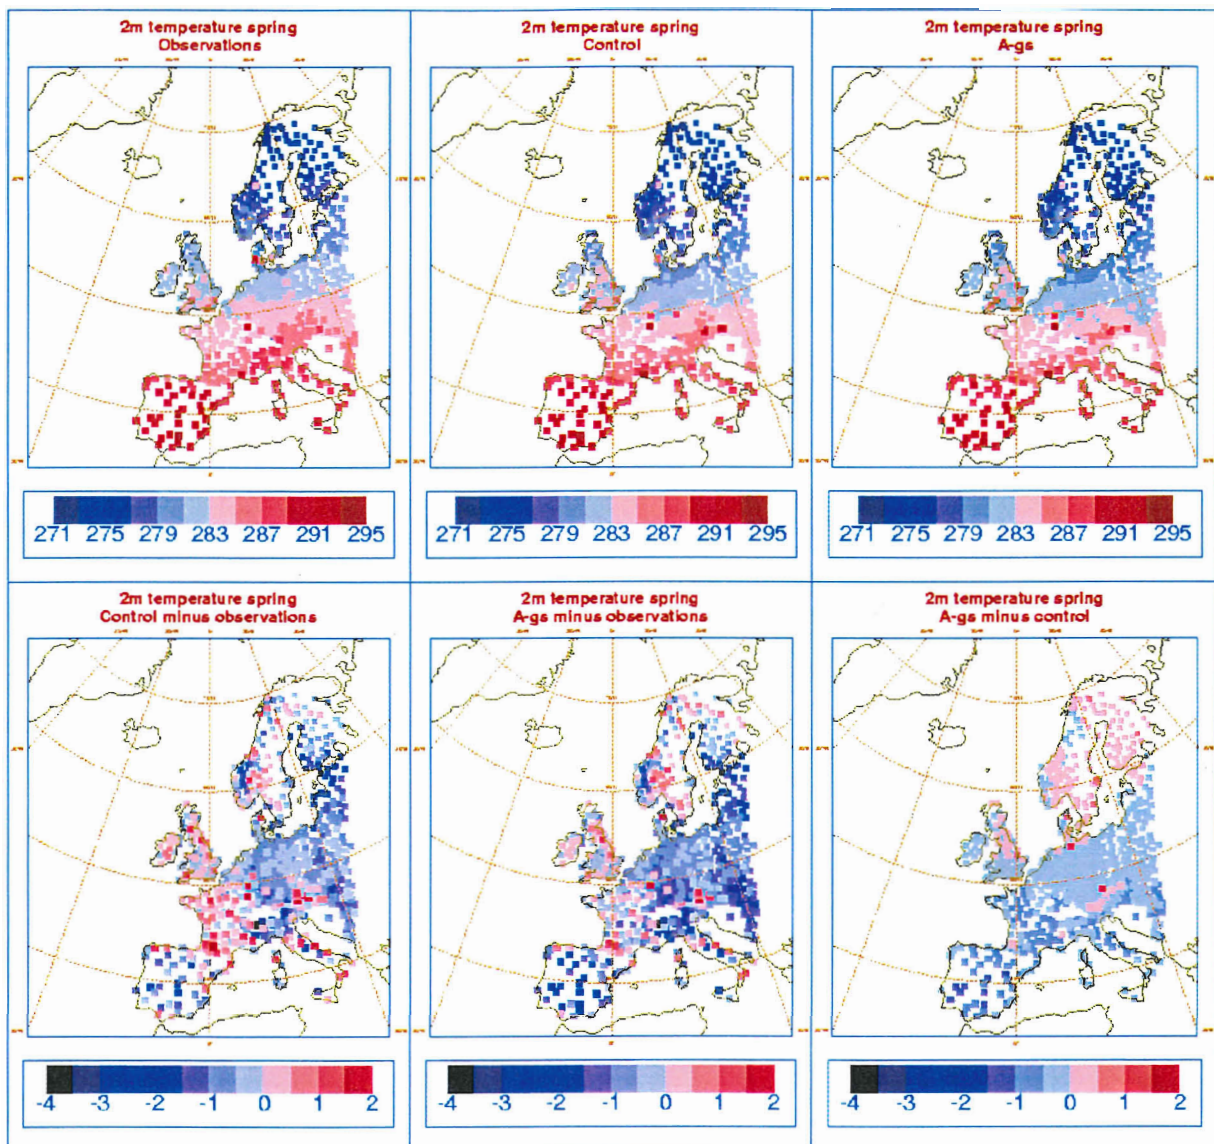 2m temperature spring
Observations
2m temperature spring
Control
2m temperature spring
A-gs
271 275 279 283 287 291 295
271 275 279 283 287 291 295
271 275 279 283 287 291 295
2m temperature spring
Control minus observations
2m temperature spring
A-gs minus observations
2m temperature spring
A-gs minus control
-4 -3 -2 -1 0 1 2
-4 -3 -2 -1 0 1 2
-4 -3 -2 -1 0 1 2